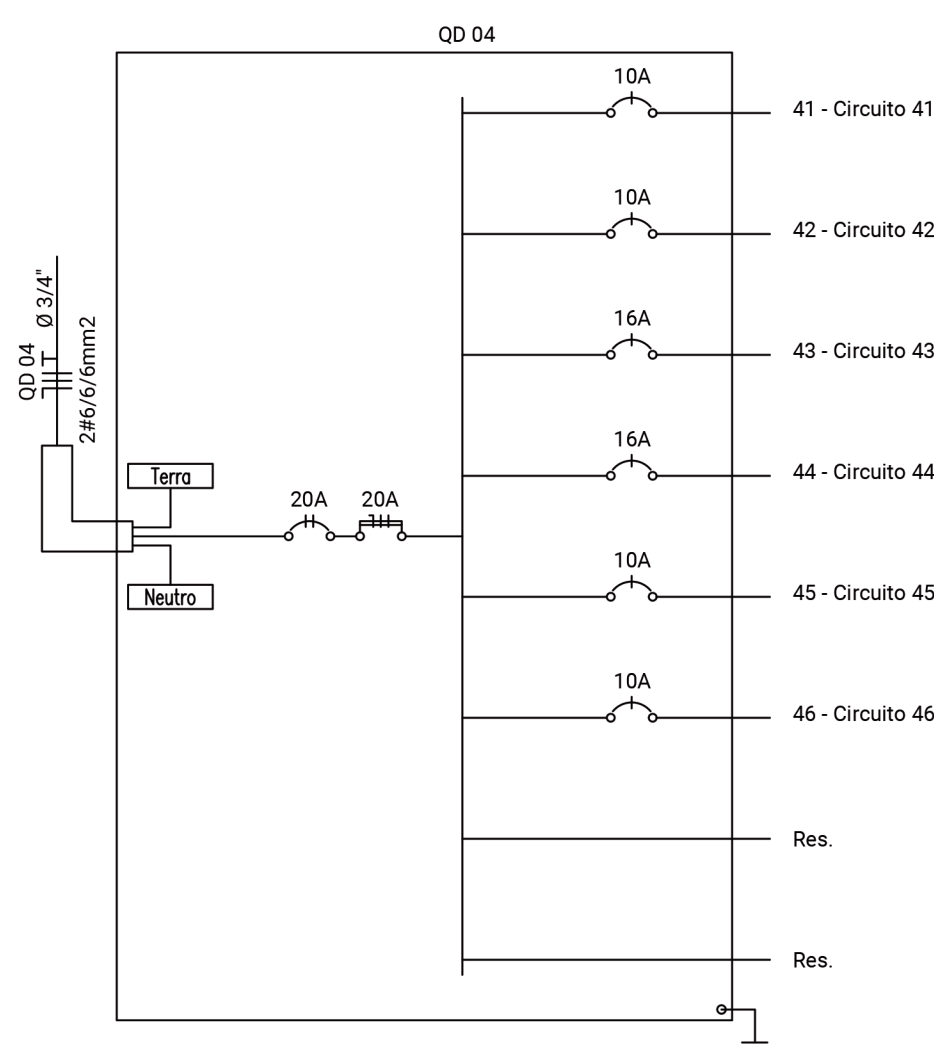 QD 04
10A
41 - Circuito 41
10A
42 - Circuito 42
16A
43 - Circuito 43
16A
44 - Circuito 44
Ø 3/4"
QD 04
2#6/6/6mm2
Terra
20A
20A
Neutro
10A
45 - Circuito 45
10A
46 - Circuito 46
Res.
Res.